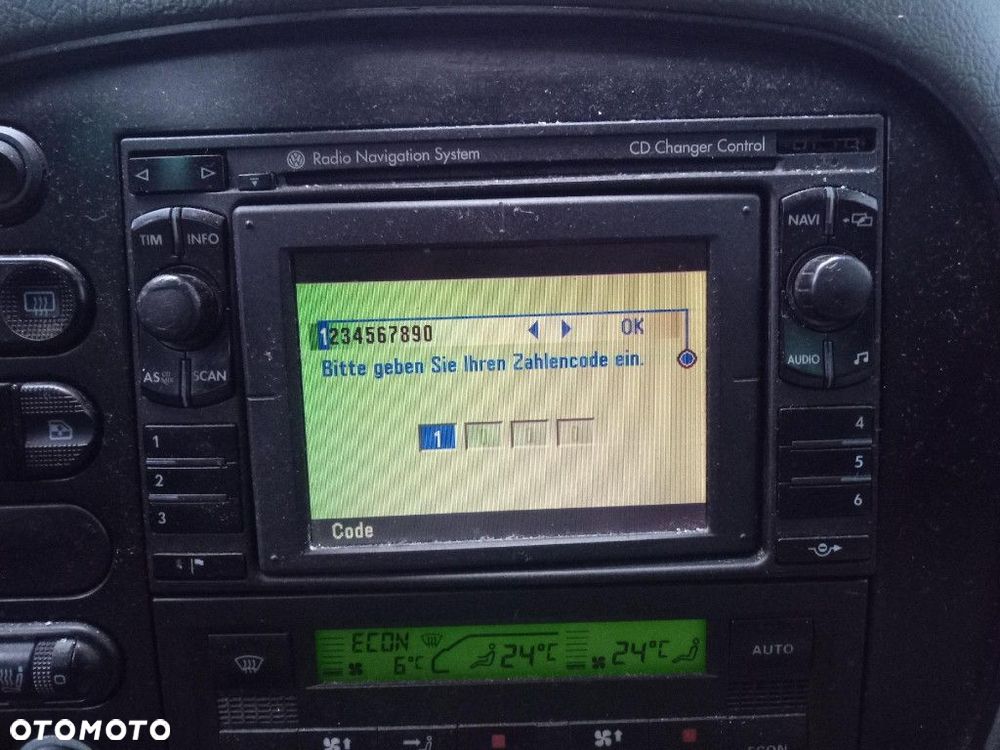 Radio Navigation System
CD Changer Control
TIM
INFO
NAVI
1234567890
OK
Bitte geben Sie Ihren Zahlencode ein.
AS
SCAN
AUDIO
1
1
2
3
4
5
6
Code
ECON
6°C
24°C
24°C
AUTO
ECON
OTOMOTO